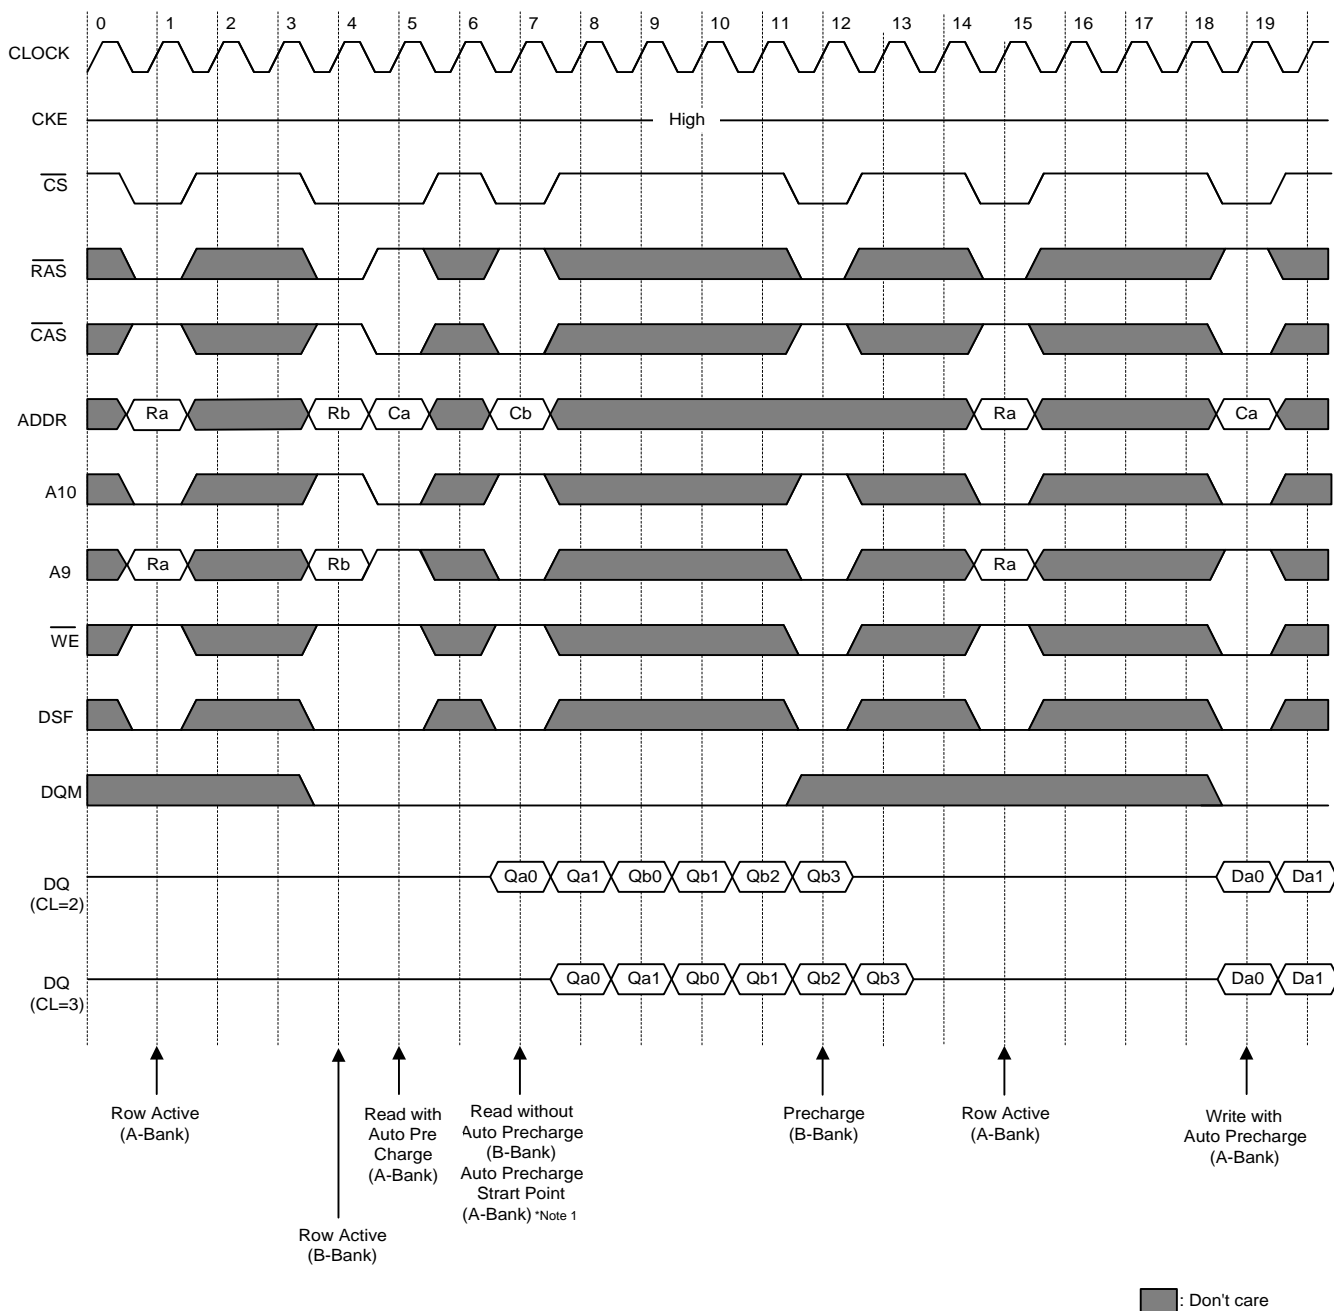 0 1 2 3 4 5 6 7 8 9 10 11 12 13 14 15 16 17 18 19
CLOCK
CKE High
CS
RAS
CAS
ADDR Ra Rb Ca Cb Ra Ca
A10
A9 Ra Rb Ra
WE
DSF
DQM
DQ Qa0 Qa1 Qb0 Qb1 Qb2 Qb3 Da0 Da1
(CL=2)
DQ Qa0 Qa1 Qb0 Qb1 Qb2 Qb3 Da0 Da1
(CL=3)
Row Active
(A-Bank)
Row Active
(B-Bank)
Read with
Auto Pre
Charge
(A-Bank)
Read without
Auto Precharge
(B-Bank)
Auto Precharge
Strart Point
(A-Bank) *Note 1
Precharge
(B-Bank)
Row Active
(A-Bank)
Write with
Auto Precharge
(A-Bank)
: Don't care